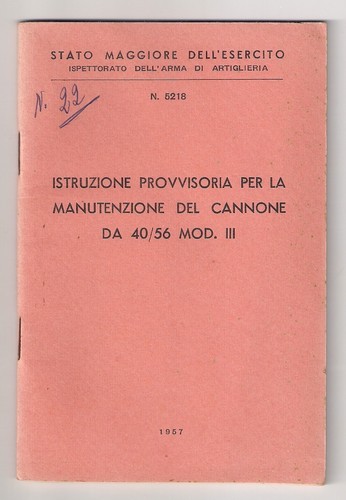 STATO MAGGIORE DELL'ESERCITO
ISPETTORATO DELL'ARMA DI ARTIGLIERIA
N. 22
N. 5218
ISTRUZIONE PROVVISORIA PER LA
MANUTENZIONE DEL CANNONE
DA 40/56 MOD. III
1957